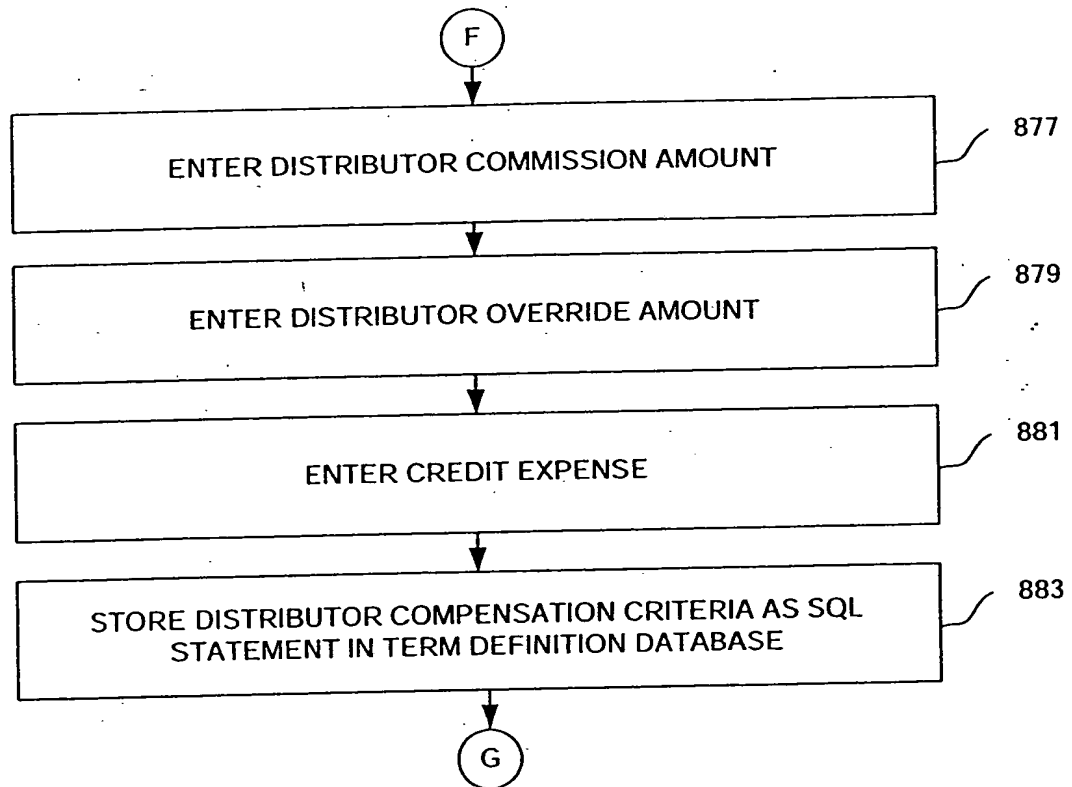 F
ENTER DISTRIBUTOR COMMISSION AMOUNT
877
ENTER DISTRIBUTOR OVERRIDE AMOUNT
879
ENTER CREDIT EXPENSE
881
STORE DISTRIBUTOR COMPENSATION CRITERIA AS SQL
STATEMENT IN TERM DEFINITION DATABASE
883
G